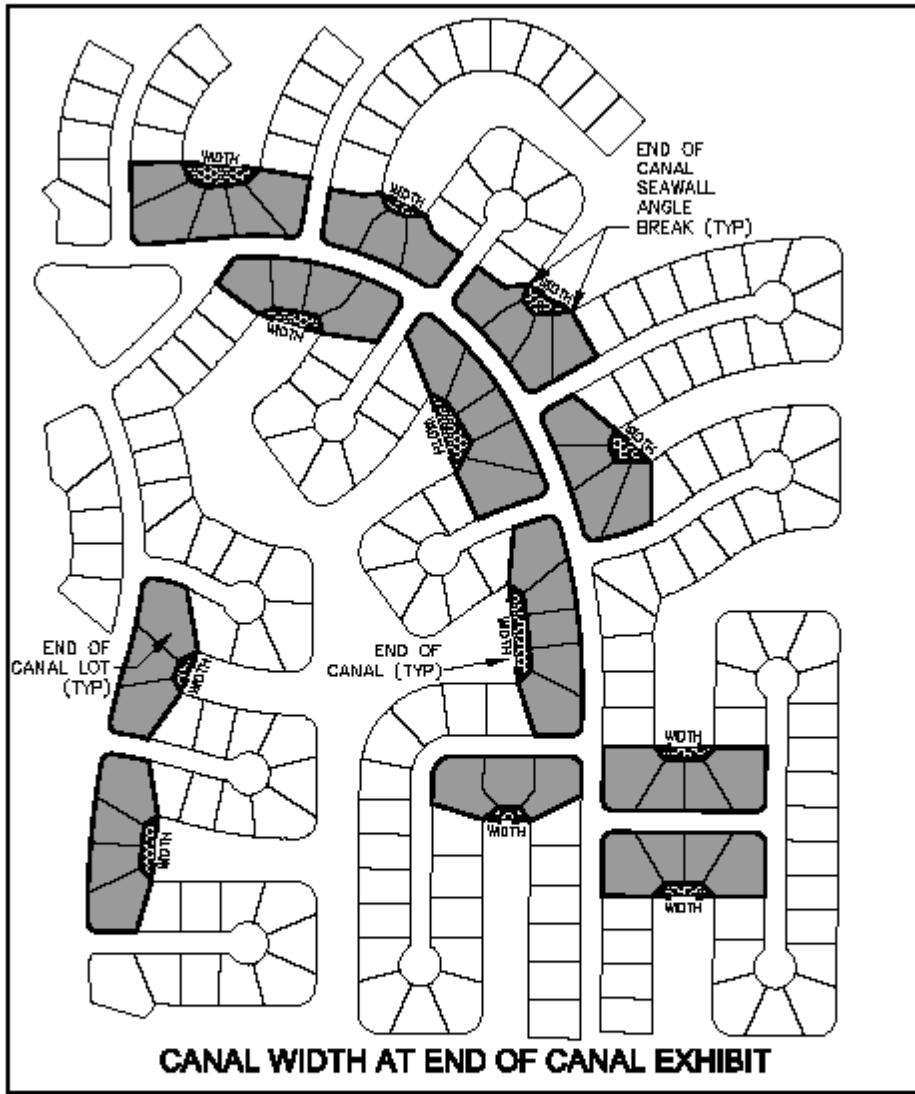 WIDTH
WIDTH
END OF
CANAL
SEAWALL
ANGLE
BREAK (TYP)
WIDTH
WIDTH
WIDTH
WIDTH
END OF
CANAL LOT
(TYP)
WIDTH
END OF
CANAL (TYP)
WIDTH
WIDTH
WIDTH
WIDTH
WIDTH
CANAL WIDTH AT END OF CANAL EXHIBIT